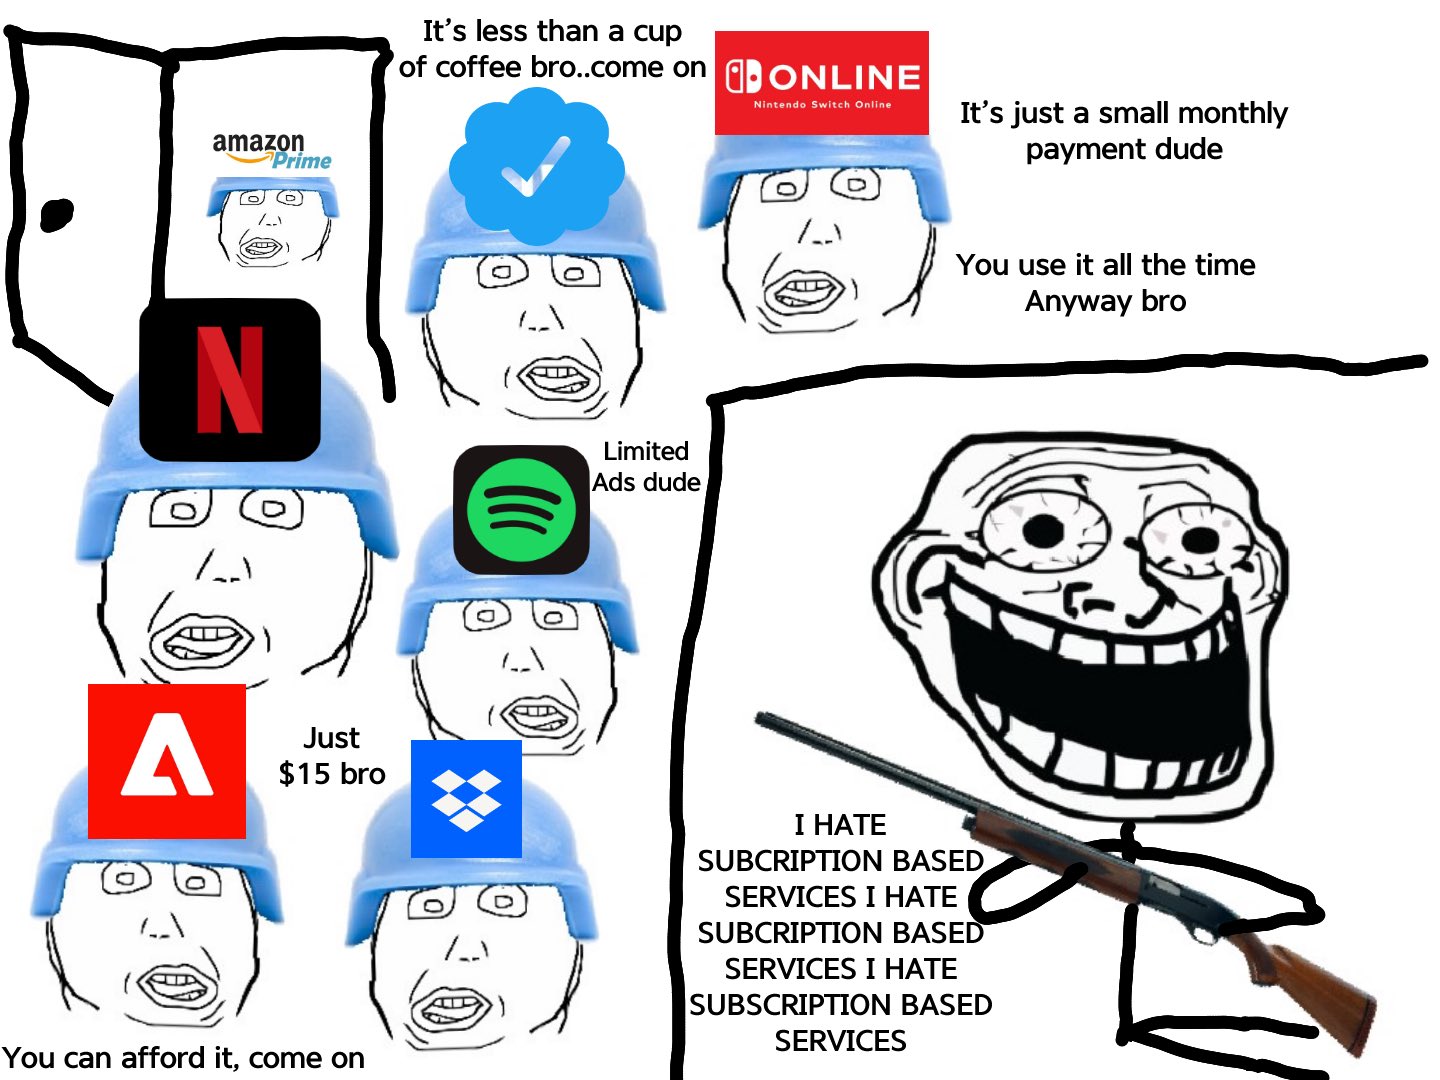 It's less than a cup
of coffee bro..come on
ONLINE
Nintendo Switch Online
It's just a small monthly
payment dude
amazon
Prime
You use it all the time
Anyway bro
N
Limited
Ads dude
Just
$15 bro
I HATE
SUBCRIPTION BASED
SERVICES I HATE
SUBCRIPTION BASED
SERVICES I HATE
SUBSCRIPTION BASED
SERVICES
You can afford it, come on